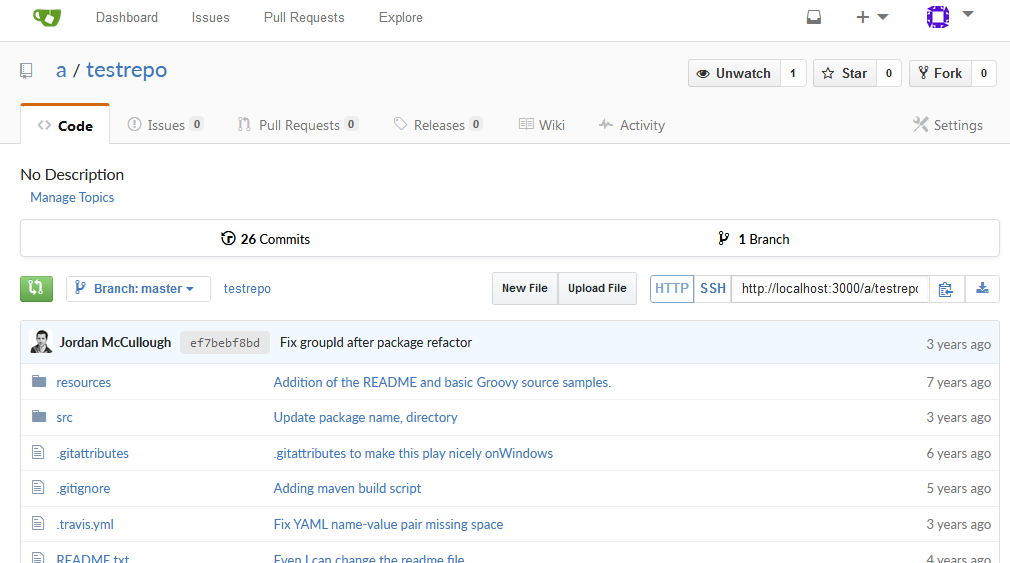 Dashboard Issues Pull Requests Explore
a / testrepo
Unwatch 1 Star 0 Fork 0
Code Issues 0 Pull Requests 0 Releases 0 Wiki Activity Settings
No Description
Manage Topics
26 Commits 1 Branch
Branch: master testrepo New File Upload File HTTP SSH http://localhost:3000/a/testrepo
Jordan McCullough ef7bebf8bd Fix groupId after package refactor 3 years ago
resources Addition of the README and basic Groovy source samples. 7 years ago
src Update package name, directory 3 years ago
.gitattributes .gitattributes to make this play nicely onWindows 6 years ago
.gitignore Adding maven build script 5 years ago
.travis.yml Fix YAML name-value pair missing space 3 years ago
README.txt Even I can change the readme file 4 years ago